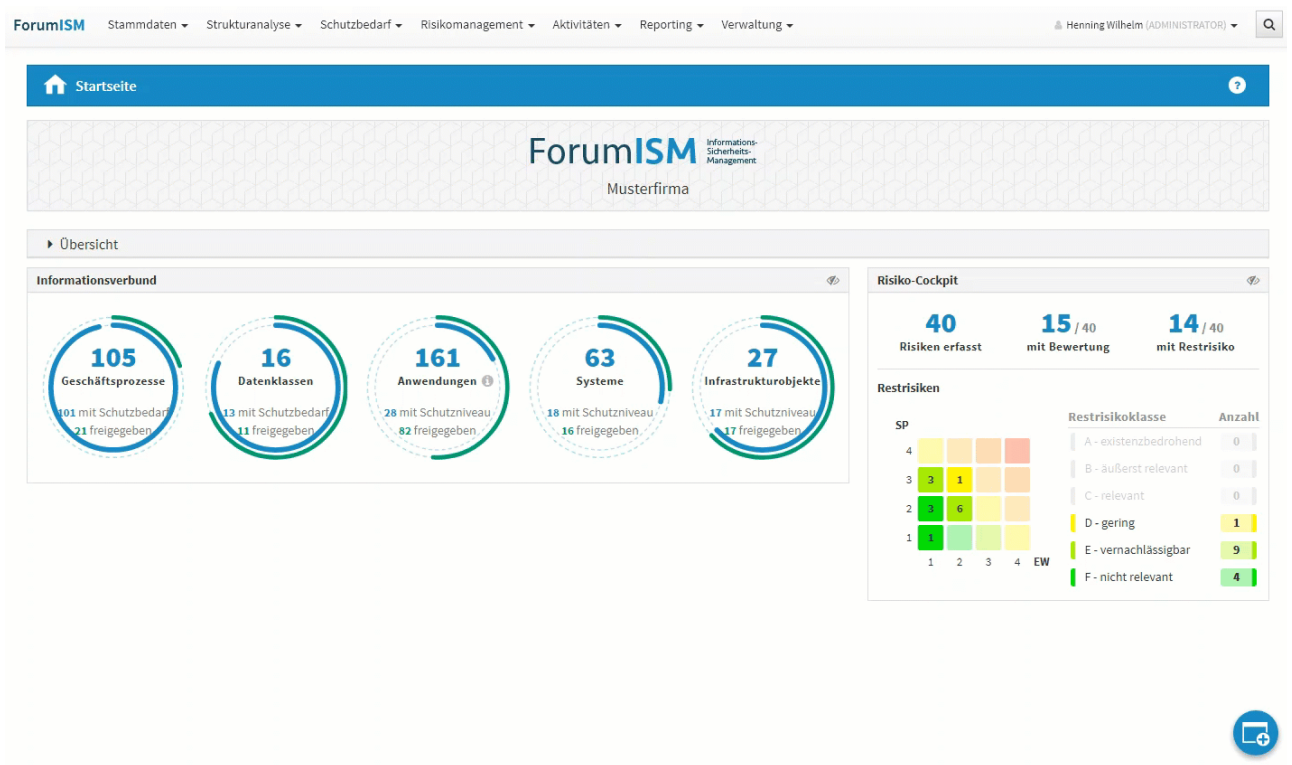 ForumISM Stammdaten Strukturanalyse Schutzbedarf Risikomanagement Aktivitäten Reporting Verwaltung Henning Wilhelm (ADMINISTRATOR)
Startseite ?
ForumISM Informations-
Sicherheits-
Management
Musterfirma
Übersicht
Informationsverbund
105
Geschäftsprozesse
101 mit Schutzbedarf
21 freigegeben
16
Datenklassen
13 mit Schutzbedarf
11 freigegeben
161
Anwendungen i
28 mit Schutzniveau
82 freigegeben
63
Systeme
18 mit Schutzniveau
16 freigegeben
27
Infrastrukturobjekte
17 mit Schutzniveau
17 freigegeben
Risiko-Cockpit
40
Risiken erfasst
15 / 40
mit Bewertung
14 / 40
mit Restrisiko
Restrisiken
SP
4
3 3 1
2 3 6
1 1
1 2 3 4 EW
Restrisikoklasse Anzahl
A - existenzbedrohend 0
B - äußerst relevant 0
C - relevant 0
D - gering 1
E - vernachlässigbar 9
F - nicht relevant 4